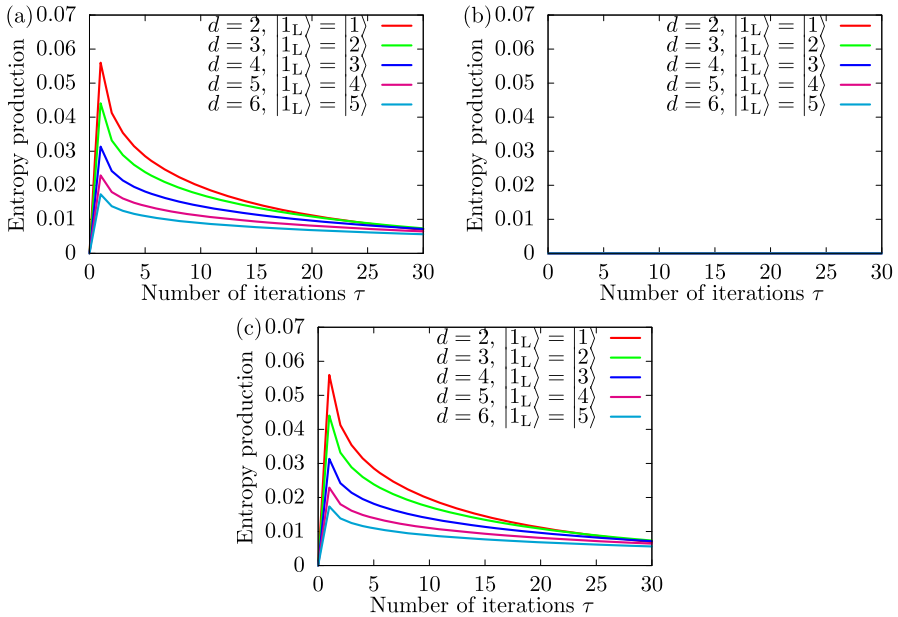 (a)
0.07
0.06
0.05
0.04
0.03
0.02
0.01
0
Entropy production
d = 2, |1_L⟩ = |1⟩
d = 3, |1_L⟩ = |2⟩
d = 4, |1_L⟩ = |3⟩
d = 5, |1_L⟩ = |4⟩
d = 6, |1_L⟩ = |5⟩
0 5 10 15 20 25 30
Number of iterations τ
(b)
0.07
0.06
0.05
0.04
0.03
0.02
0.01
0
Entropy production
d = 2, |1_L⟩ = |1⟩
d = 3, |1_L⟩ = |2⟩
d = 4, |1_L⟩ = |3⟩
d = 5, |1_L⟩ = |4⟩
d = 6, |1_L⟩ = |5⟩
0 5 10 15 20 25 30
Number of iterations τ
(c)
0.07
0.06
0.05
0.04
0.03
0.02
0.01
0
Entropy production
d = 2, |1_L⟩ = |1⟩
d = 3, |1_L⟩ = |2⟩
d = 4, |1_L⟩ = |3⟩
d = 5, |1_L⟩ = |4⟩
d = 6, |1_L⟩ = |5⟩
0 5 10 15 20 25 30
Number of iterations τ